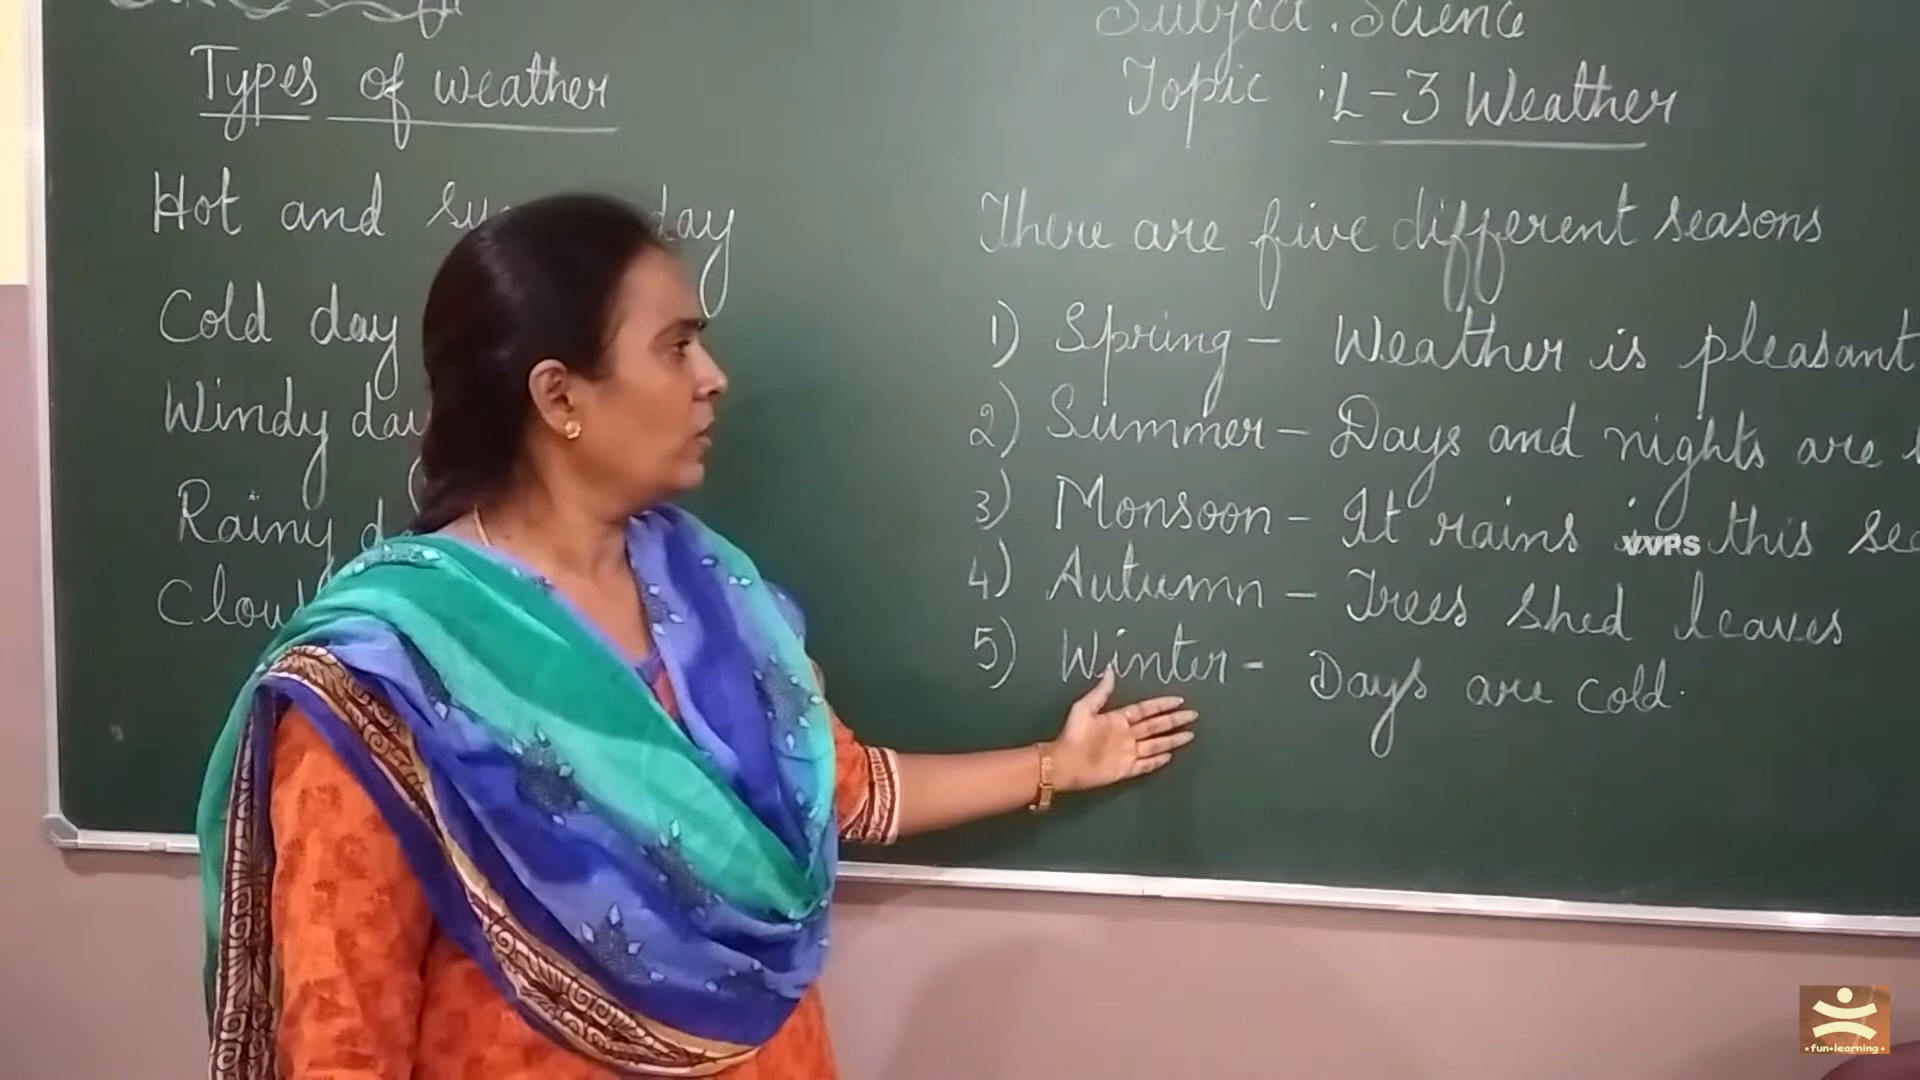 Types of weather
Hot and day
Cold day
Windy day
Rainy
Subject : Science
Topic : L-3 Weather
There are five different seasons
1) Spring - Weather is pleasant
2) Summer - Days and nights are
3) Monsoon - It rains in this
4) Autumn - Trees shed leaves
5) Winter - Days are cold.
VVPS
fun-learning